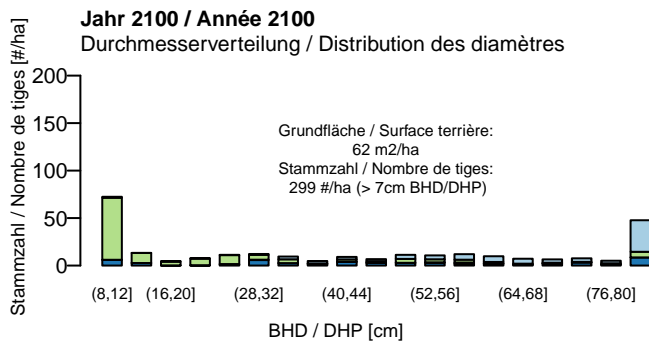 Jahr 2100 / Année 2100
Durchmesserverteilung / Distribution des diamètres
Stammzahl / Nombre de tiges [#/ha]
200
150
100
50
0
Grundfläche / Surface terrière:
62 m2/ha
Stammzahl / Nombre de tiges:
299 #/ha (> 7cm BHD/DHP)
(8,12] (16,20] (28,32] (40,44] (52,56] (64,68] (76,80]
BHD / DHP [cm]